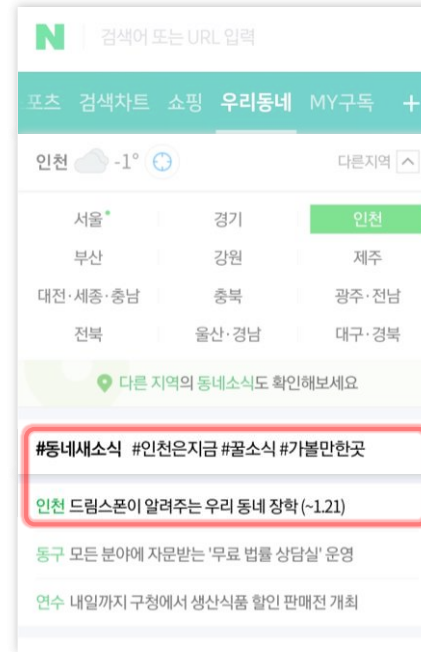 N 검색어 또는 URL 입력
포츠 검색차트 쇼핑 우리동네 MY구독 +
인천 -1° 다른지역
서울 경기 인천
부산 강원 제주
대전·세종·충남 충북 광주·전남
전북 울산·경남 대구·경북
다른 지역의 동네소식도 확인해보세요
#동네새소식 #인천은지금 #꿀소식 #가볼만한곳
인천 드림스폰이 알려주는 우리 동네 장학 (~1.21)
동구 모든 분야에 자문받는 '무료 법률 상담실' 운영
연수 내일까지 구청에서 생산식품 할인 판매전 개최